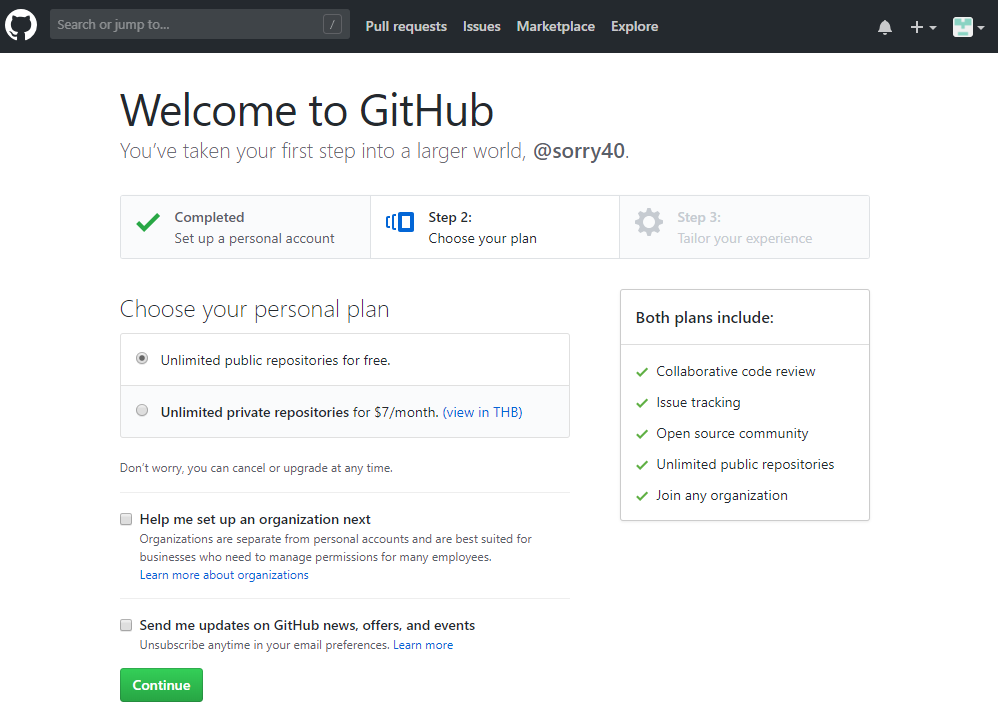 Search or jump to...
/
Pull requests
Issues
Marketplace
Explore
Welcome to GitHub
You’ve taken your first step into a larger world, @sorry40.
Completed
Set up a personal account
Step 2:
Choose your plan
Step 3:
Tailor your experience
Choose your personal plan
Unlimited public repositories for free.
Unlimited private repositories for $7/month. (view in THB)
Don’t worry, you can cancel or upgrade at any time.
Help me set up an organization next
Organizations are separate from personal accounts and are best suited for
businesses who need to manage permissions for many employees.
Learn more about organizations
Send me updates on GitHub news, offers, and events
Unsubscribe anytime in your email preferences. Learn more
Continue
Both plans include:
Collaborative code review
Issue tracking
Open source community
Unlimited public repositories
Join any organization